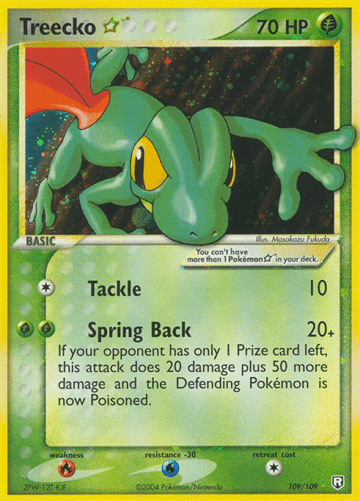 Treecko ☆ 70 HP
BASIC
Illus. Masakazu Fukuda
You can't have
more than 1 Pokémon☆ in your deck.
Tackle 10
Spring Back 20+
If your opponent has only 1 Prize card left,
this attack does 20 damage plus 50 more
damage and the Defending Pokémon is
now Poisoned.
weakness resistance -30 retreat cost
ZFW-12T-KJF ©2004 Pokémon/Nintendo 109/109 R